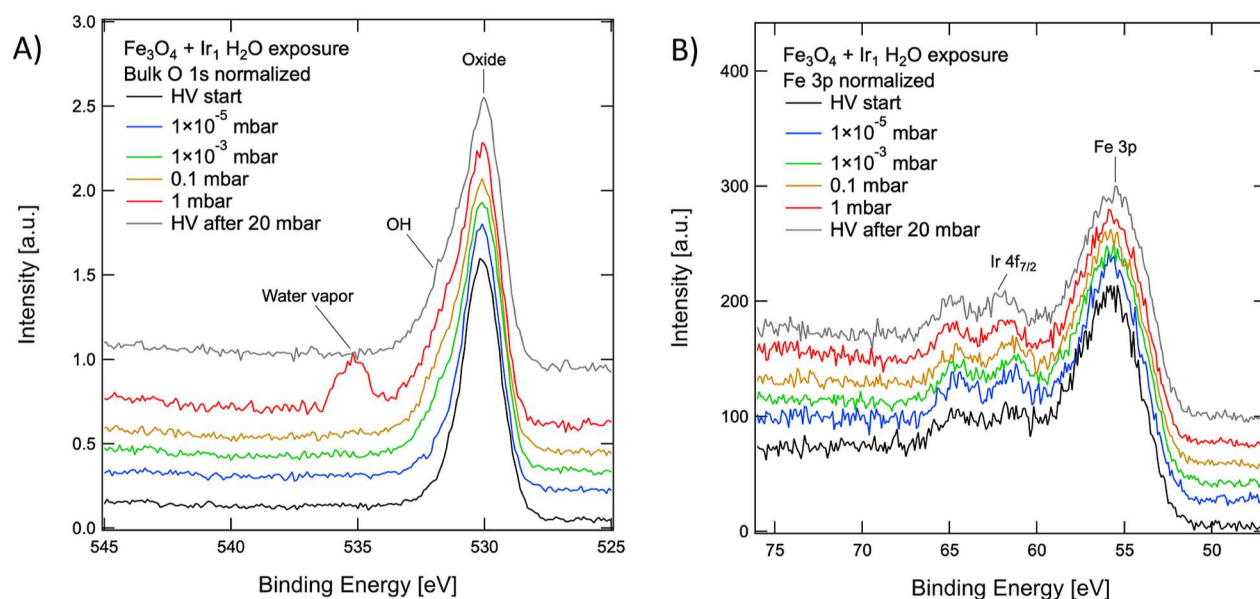 A)
Fe₃O₄ + Ir₁ H₂O exposure
Bulk O 1s normalized
HV start
1×10⁻⁵ mbar
1×10⁻³ mbar
0.1 mbar
1 mbar
HV after 20 mbar
Oxide
OH
Water vapor
Intensity [a.u.]
3.0
2.5
2.0
1.5
1.0
0.5
0.0
545
540
535
530
525
Binding Energy [eV]
B)
Fe₃O₄ + Ir₁ H₂O exposure
Fe 3p normalized
HV start
1×10⁻⁵ mbar
1×10⁻³ mbar
0.1 mbar
1 mbar
HV after 20 mbar
Fe 3p
Ir 4f₇/₂
Intensity [a.u.]
400
300
200
100
0
75
70
65
60
55
50
Binding Energy [eV]